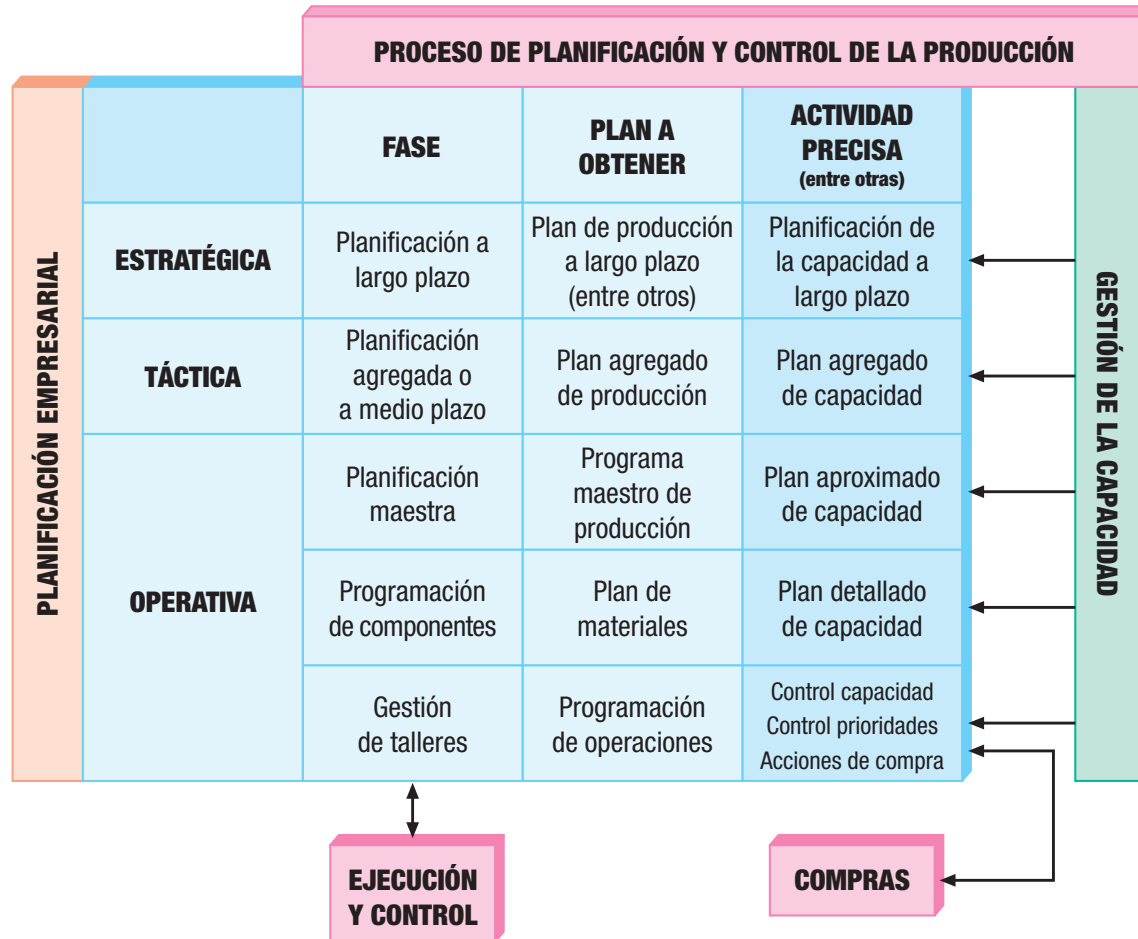 PROCESO DE PLANIFICACIÓN Y CONTROL DE LA PRODUCCIÓN
PLANIFICACIÓN EMPRESARIAL
FASE
PLAN A
OBTENER
ACTIVIDAD
PRECISA
(entre otras)
ESTRATÉGICA
Planificación a
largo plazo
Plan de producción
a largo plazo
(entre otros)
Planificación de
la capacidad a
largo plazo
TÁCTICA
Planificación
agregada o
a medio plazo
Plan agregado
de producción
Plan agregado
de capacidad
OPERATIVA
Planificación
maestra
Programa
maestro de
producción
Plan aproximado
de capacidad
Programación
de componentes
Plan de
materiales
Plan detallado
de capacidad
Gestión
de talleres
Programación
de operaciones
Control capacidad
Control prioridades
Acciones de compra
GESTIÓN DE LA CAPACIDAD
EJECUCIÓN
Y CONTROL
COMPRAS